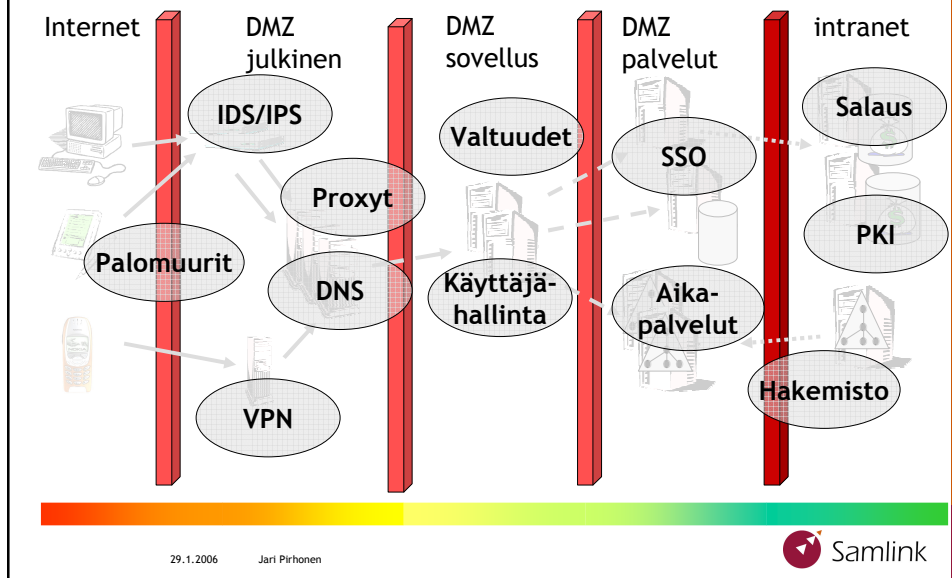 Internet
DMZ
julkinen
DMZ
sovellus
DMZ
palvelut
intranet
IDS/IPS
Valtuudet
SSO
Salaus
Proxyt
PKI
Palomuurit
DNS
Käyttäjä-
hallinta
Aika-
palvelut
VPN
Hakemisto
29.1.2006 Jari Pirhonen
Samlink